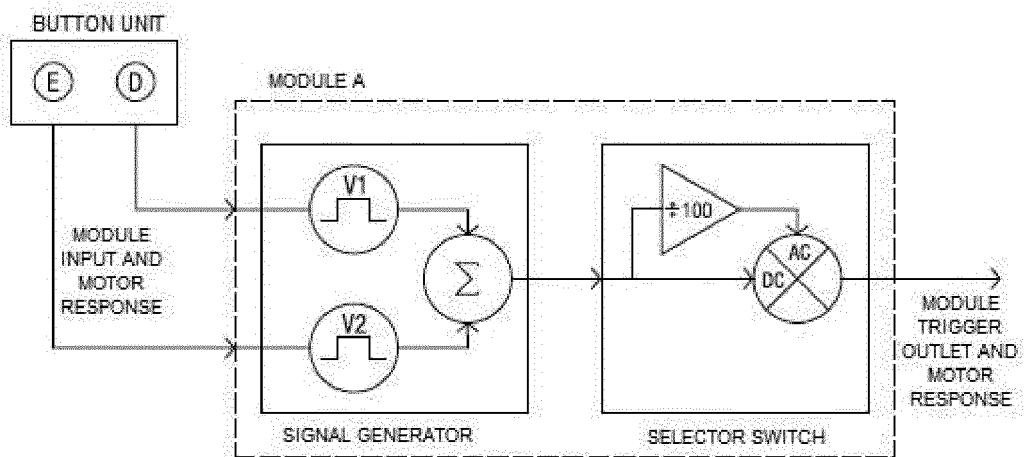 BUTTON UNIT
E D
MODULE A
V1
÷100
MODULE
INPUT AND
MOTOR
RESPONSE
Σ
AC
DC
V2
MODULE
TRIGGER
OUTLET AND
MOTOR
RESPONSE
SIGNAL GENERATOR
SELECTOR SWITCH